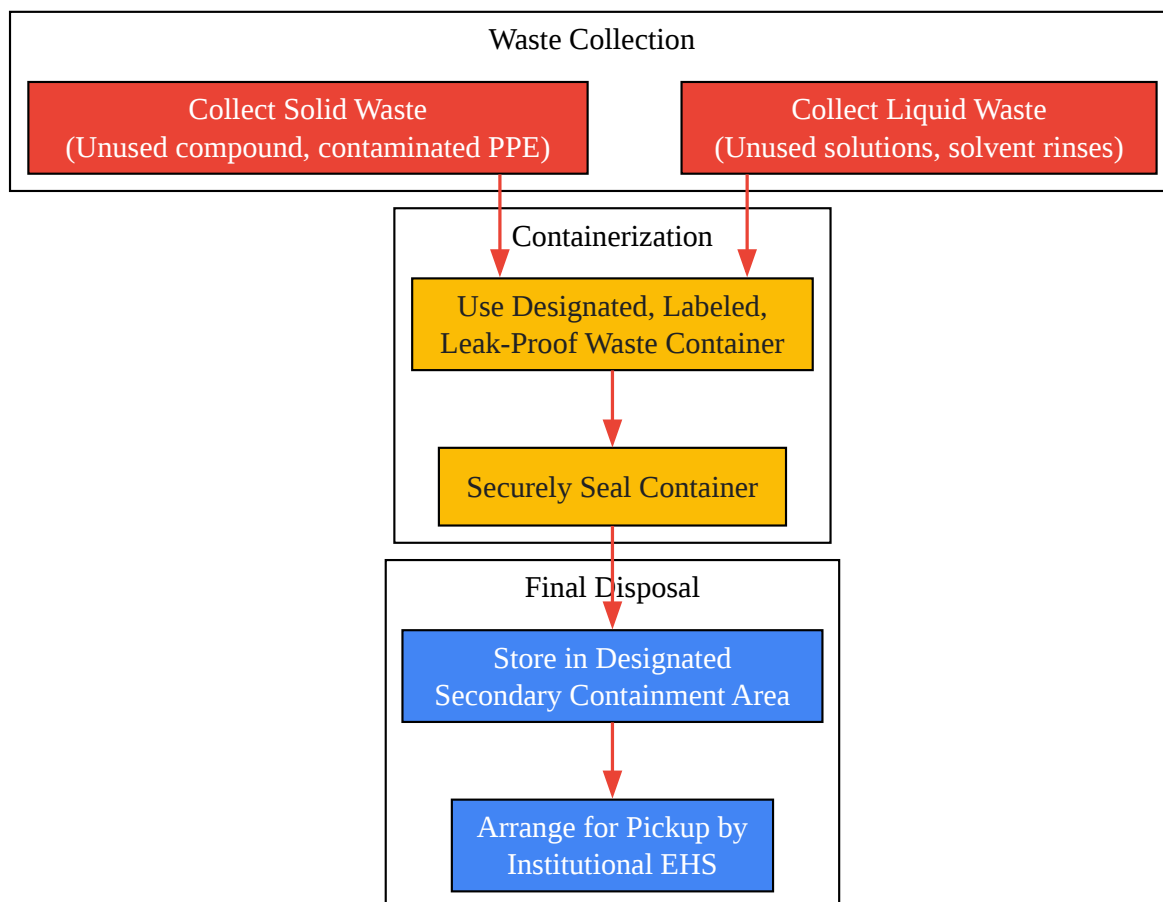 Waste Collection
Collect Solid Waste
(Unused compound, contaminated PPE)
Collect Liquid Waste
(Unused solutions, solvent rinses)
Containerization
Use Designated, Labeled,
Leak-Proof Waste Container
Securely Seal Container
Final Disposal
Store in Designated
Secondary Containment Area
Arrange for Pickup by
Institutional EHS